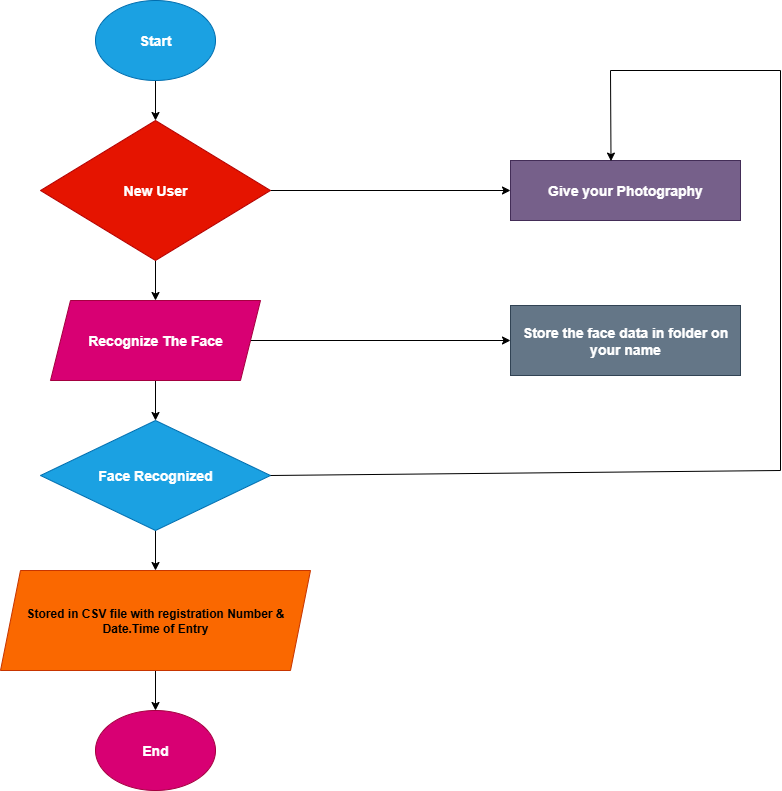 Start
New User
Give your Photography
Recognize The Face
Store the face data in folder on
your name
Face Recognized
Stored in CSV file with registration Number &
Date.Time of Entry
End